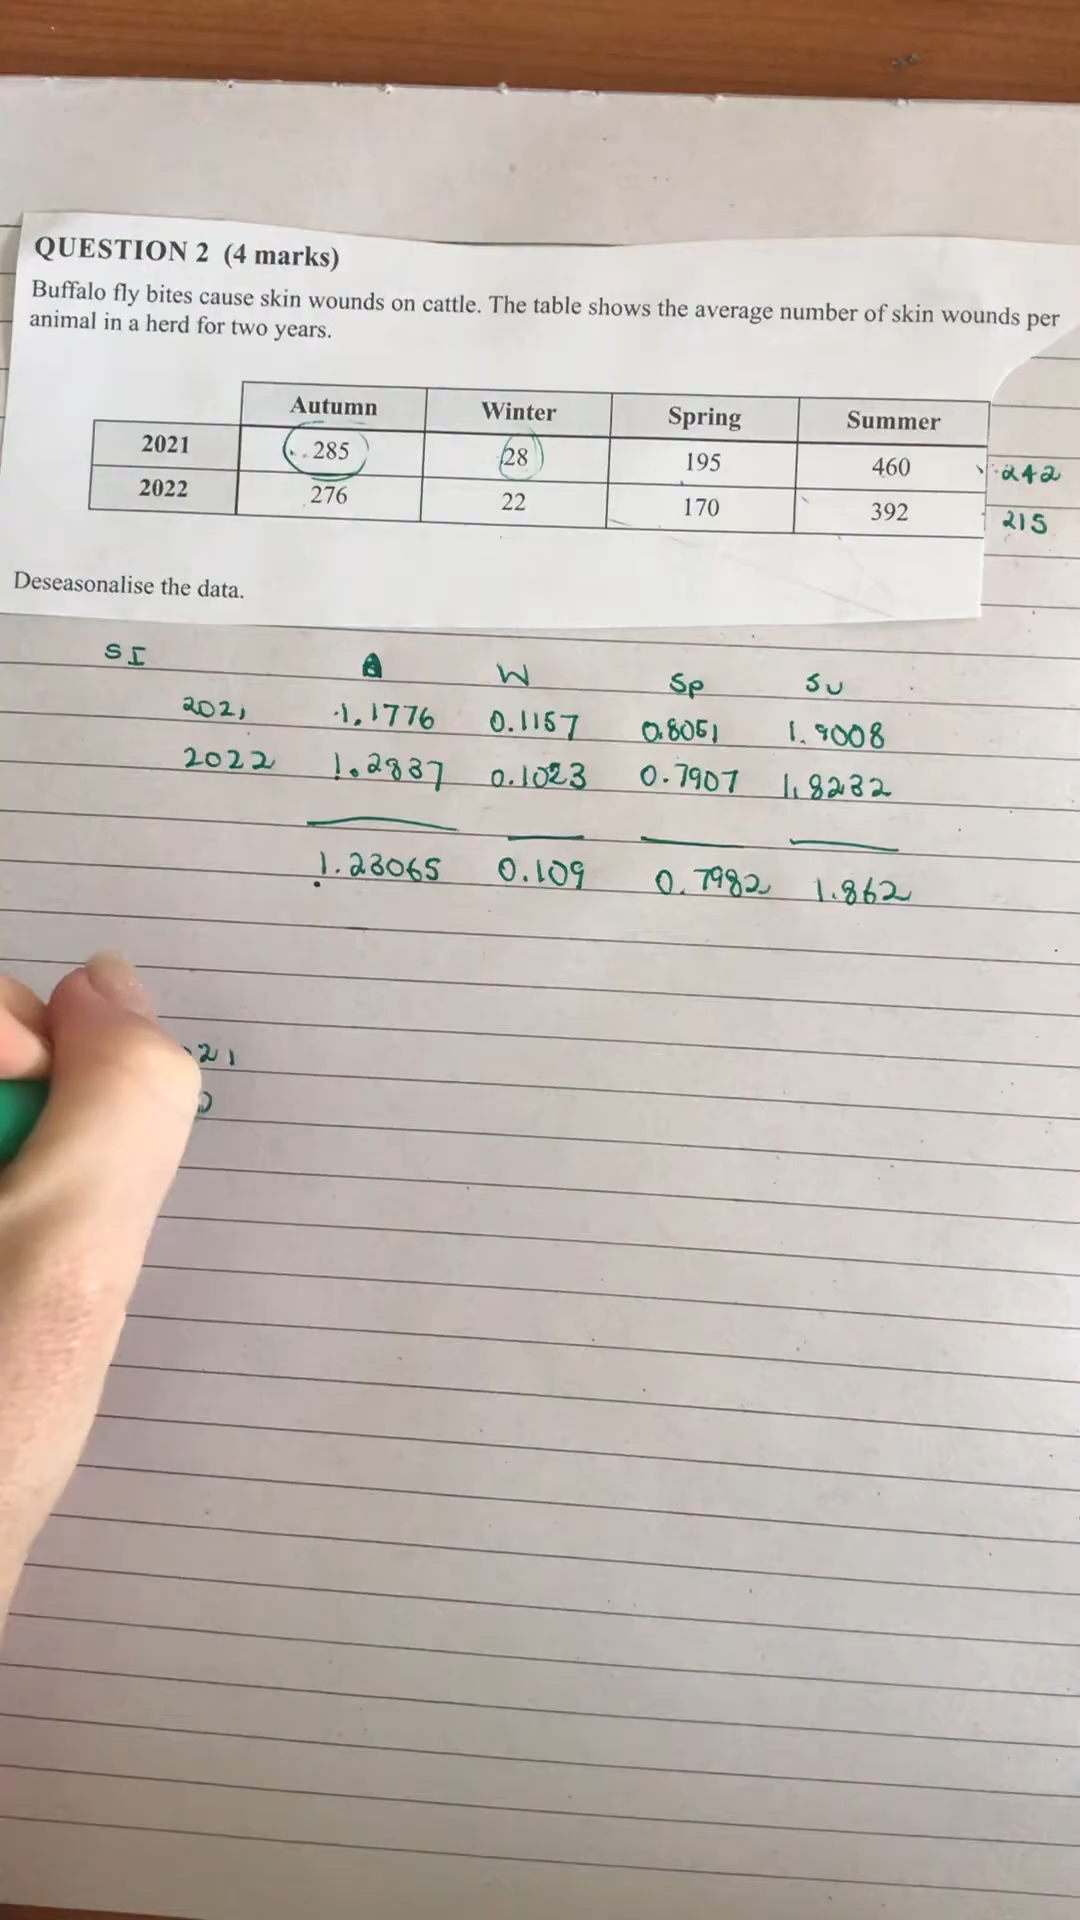 QUESTION 2 (4 marks)
Buffalo fly bites cause skin wounds on cattle. The table shows the average number of skin wounds per
animal in a herd for two years.
Autumn Winter Spring Summer
2021 285 28 195 460 242
2022 276 22 170 392 215
Deseasonalise the data.
SI A W Sp Su
2021 1.1776 0.1157 0.8051 1.9008
2022 1.2837 0.1023 0.7907 1.8232
1.23065 0.109 0.7982 1.862
21